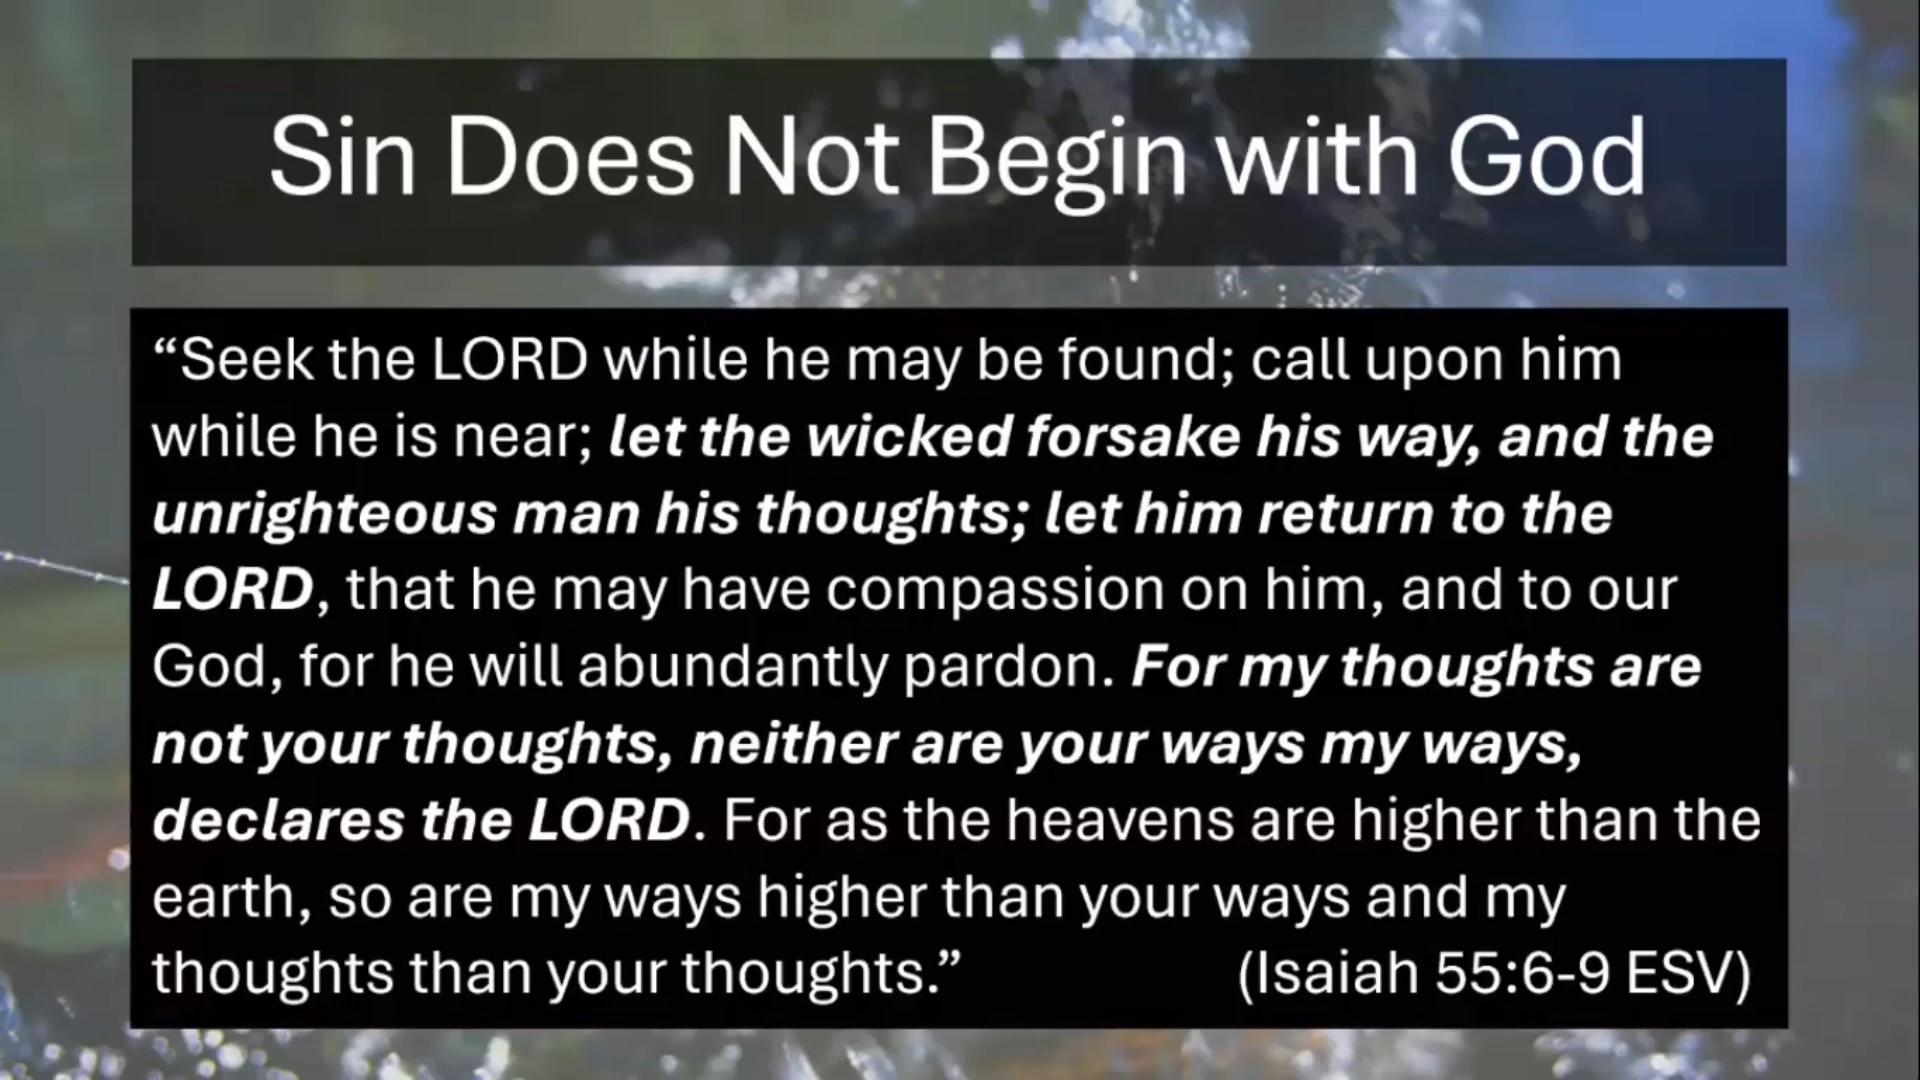 Sin Does Not Begin with God
“Seek the LORD while he may be found; call upon him
while he is near; let the wicked forsake his way, and the
unrighteous man his thoughts; let him return to the
LORD, that he may have compassion on him, and to our
God, for he will abundantly pardon. For my thoughts are
not your thoughts, neither are your ways my ways,
declares the LORD. For as the heavens are higher than the
earth, so are my ways higher than your ways and my
thoughts than your thoughts.” (Isaiah 55:6-9 ESV)